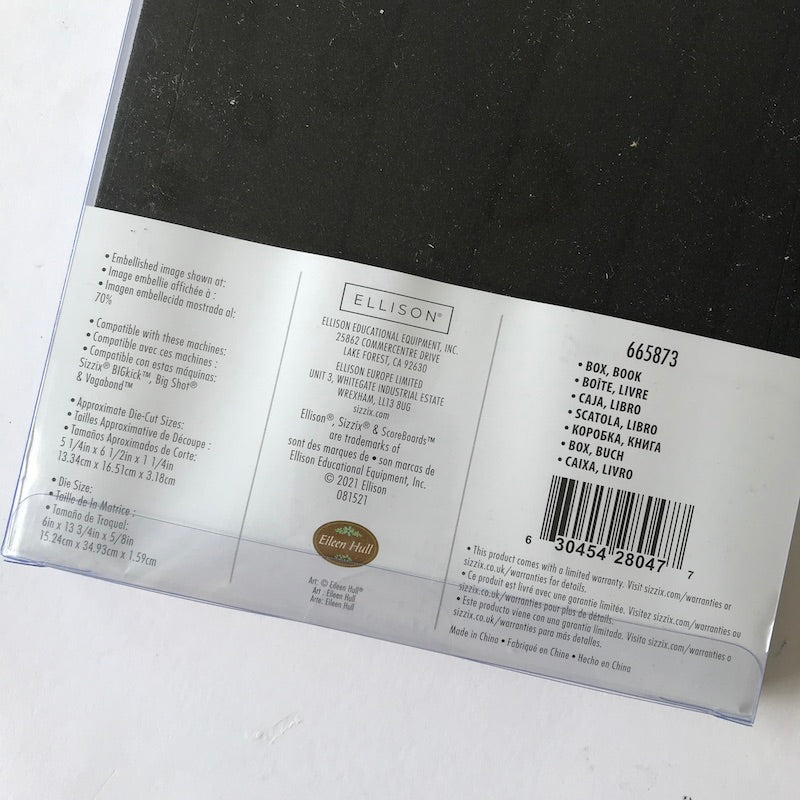 • Embellished image shown at:
• Image embellie affichée à :
• Imagen embellecida mostrada al:
70%
• Compatible with these machines:
• Compatible avec ces machines :
• Compatible con estas máquinas:
Sizzix® BIGkick™, Big Shot®
& Vagabond™
• Approximate Die-Cut Sizes:
• Tailles Approximative de Découpe :
• Tamaños Aproximados de Corte:
5 1/4in x 6 1/2in x 1 1/4in
13.34cm x 16.51cm x 3.18cm
• Die Size:
• Taille de la Matrice :
• Tamaño de Troquel:
6in x 13 3/4in x 5/8in
15.24cm x 34.93cm x 1.59cm
ELLISON®
ELLISON EDUCATIONAL EQUIPMENT, INC.
25862 COMMERCENTRE DRIVE
LAKE FOREST, CA 92630
ELLISON EUROPE LIMITED
UNIT 3, WHITEGATE INDUSTRIAL ESTATE
WREXHAM, LL13 8UG
sizzix.com
Ellison®, Sizzix® & ScoreBoards™
are trademarks of
sont des marques de • son marcas de
Ellison Educational Equipment, Inc.
© 2021 Ellison
081521
Eileen Hull
Art: © Eileen Hull®
Art : Eileen Hull
Arte: Eileen Hull
665873
• BOX, BOOK
• BOÎTE, LIVRE
• CAJA, LIBRO
• SCATOLA, LIBRO
• КОРОБКА, КНИГА
• BOX, BUCH
• CAIXA, LIVRO
6 30454 28047 7
• This product comes with a limited warranty. Visit sizzix.com/warranties or
sizzix.co.uk/warranties for details.
• Ce produit est livré avec une garantie limitée. Visitez sizzix.com/warranties ou
sizzix.co.uk/warranties pour plus de détails.
• Este producto viene con una garantía limitada. Visita sizzix.com/warranties o
sizzix.co.uk/warranties para más detalles.
Made in China • Fabriqué en Chine • Hecho en China